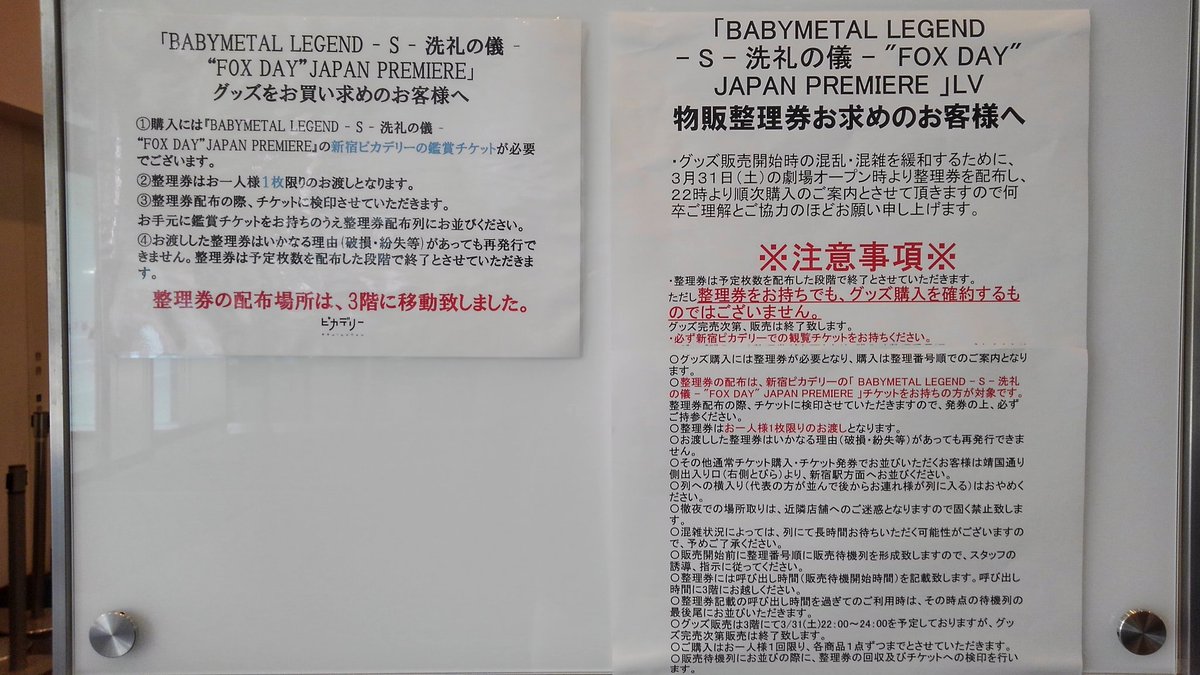 「BABYMETAL LEGEND - S - 洗礼の儀 -
“FOX DAY”JAPAN PREMIERE」
グッズをお買い求めのお客様へ
①購入には『BABYMETAL LEGEND - S - 洗礼の儀 -
“FOX DAY”JAPAN PREMIERE』の新宿ピカデリーの鑑賞チケットが必要
でございます。
②整理券はお一人様1枚限りのお渡しとなります。
③整理券配布の際、チケットに検印させていただきます。
お手元に鑑賞チケットをお持ちのうえ整理券配布列にお並びください。
④お渡しした整理券はいかなる理由(破損・紛失等)があっても再発行で
きません。整理券は予定枚数を配布した段階で終了とさせていただきま
す。
整理券の配布場所は、3階に移動致しました。
ピカデリー
「BABYMETAL LEGEND
- S - 洗礼の儀 - "FOX DAY"
JAPAN PREMIERE 」LV
物販整理券お求めのお客様へ
・グッズ販売開始時の混乱・混雑を緩和するために、
3月31日(土)の劇場オープン時より整理券を配布し、
22時より順次購入のご案内とさせて頂きますので何
卒ご理解とご協力のほどお願い申し上げます。
※注意事項※
・整理券は予定枚数を配布した段階で終了とさせていただきます。
ただし整理券をお持ちでも、グッズ購入を確約するも
のではございません。
グッズ完売次第、販売は終了致します。
・必ず新宿ピカデリーでの観覧チケットをお持ちください。
○グッズ購入には整理券が必要となり、購入は整理番号順でのご案内となり
ます。
○整理券の配布は、新宿ピカデリーの「 BABYMETAL LEGEND - S - 洗礼
の儀 - "FOX DAY" JAPAN PREMIERE 」チケットをお持ちの方が対象です。
整理券配布の際、チケットに検印させていただきますので、発券の上、必ず
ご持参ください。
○整理券はお一人様1枚限りのお渡しとなります。
○お渡しした整理券はいかなる理由(破損・紛失等)があっても再発行できま
せん。
○その他通常チケット購入・チケット発券でお並びいただくお客様は靖国通り
側出入り口(右側とびら)より、新宿駅方面へお並びください。
○列への横入り(代表の方が並んで後からお連れ様が列に入る)はおやめく
ださい。
○徹夜での場所取りは、近隣店舗へのご迷惑となりますので固く禁止致しま
す。
○混雑状況によっては、列にて長時間お待ちいただく可能性がございますの
で、予めご了承ください。
○販売開始前に整理番号順に販売待機列を形成致しますので、スタッフの
誘導、指示に従ってください。
○整理券には呼び出し時間(販売待機開始時間)を記載致します。呼び出し
時間に3階にお越しください。
○整理券記載の呼び出し時間を過ぎてのご利用時は、その時点の待機列の
最後尾にお並びいただきます。
○グッズ販売は3階にて3/31(土)22:00～24:00を予定しておりますが、グッ
ズ完売次第販売は終了致します。
○ご購入はお一人様1回限り、各商品1点ずつまでとさせていただきます。
○販売待機列にお並びの際に、整理券の回収及びチケットへの検印を行い
ます。